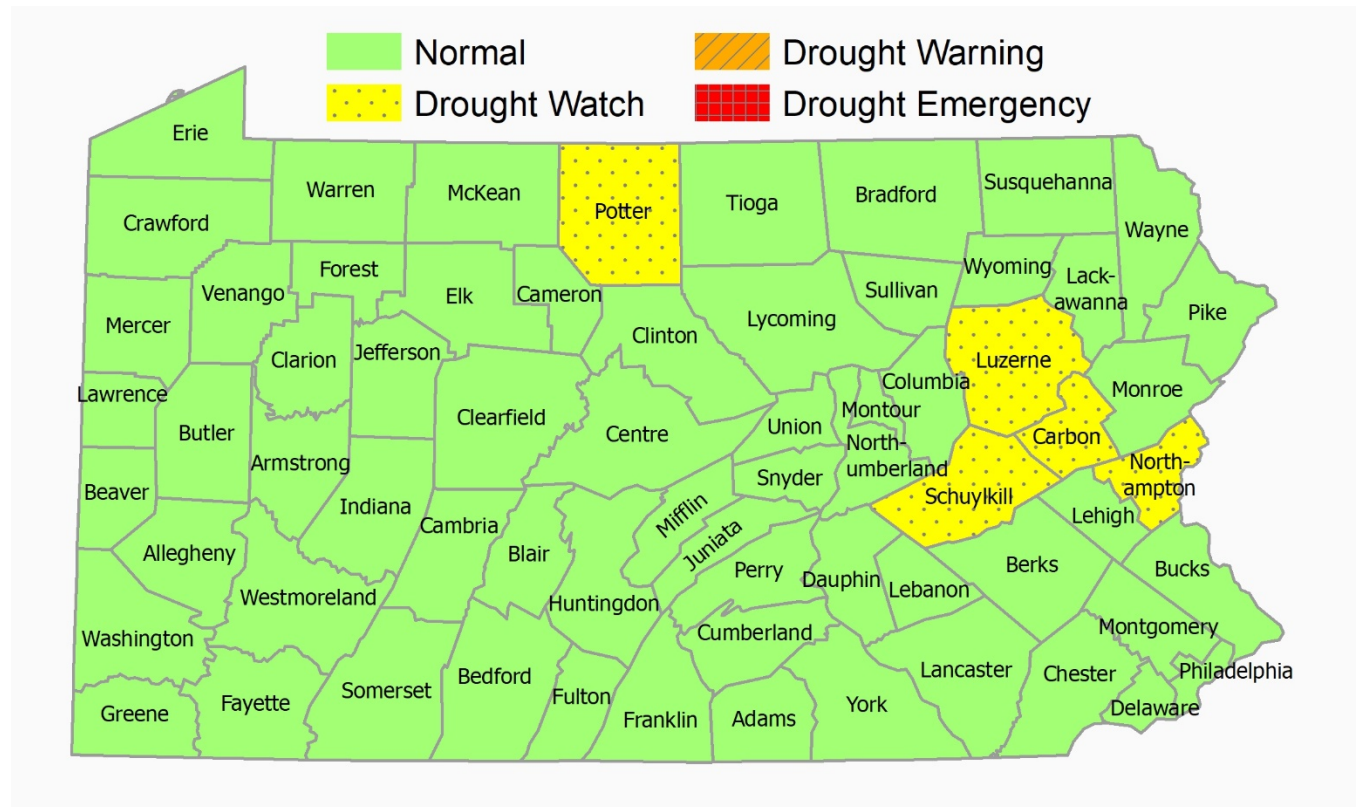 Normal
Drought Warning
Drought Watch
Drought Emergency
Erie
Warren
McKean
Potter
Tioga
Bradford
Susquehanna
Wayne
Crawford
Forest
Venango
Elk
Cameron
Wyoming
Lack-
awanna
Sullivan
Pike
Mercer
Lycoming
Clinton
Clarion
Jefferson
Luzerne
Columbia
Monroe
Lawrence
Butler
Clearfield
Centre
Montour
Union
Carbon
North-
umberland
Armstrong
North-
ampton
Snyder
Schuylkill
Beaver
Indiana
Mifflin
Lehigh
Cambria
Allegheny
Blair
Juniata
Perry
Dauphin
Lebanon
Berks
Bucks
Westmoreland
Huntingdon
Washington
Cumberland
Montgomery
Lancaster
Chester
Philadelphia
Greene
Fayette
Somerset
Bedford
Fulton
Franklin
Adams
York
Delaware